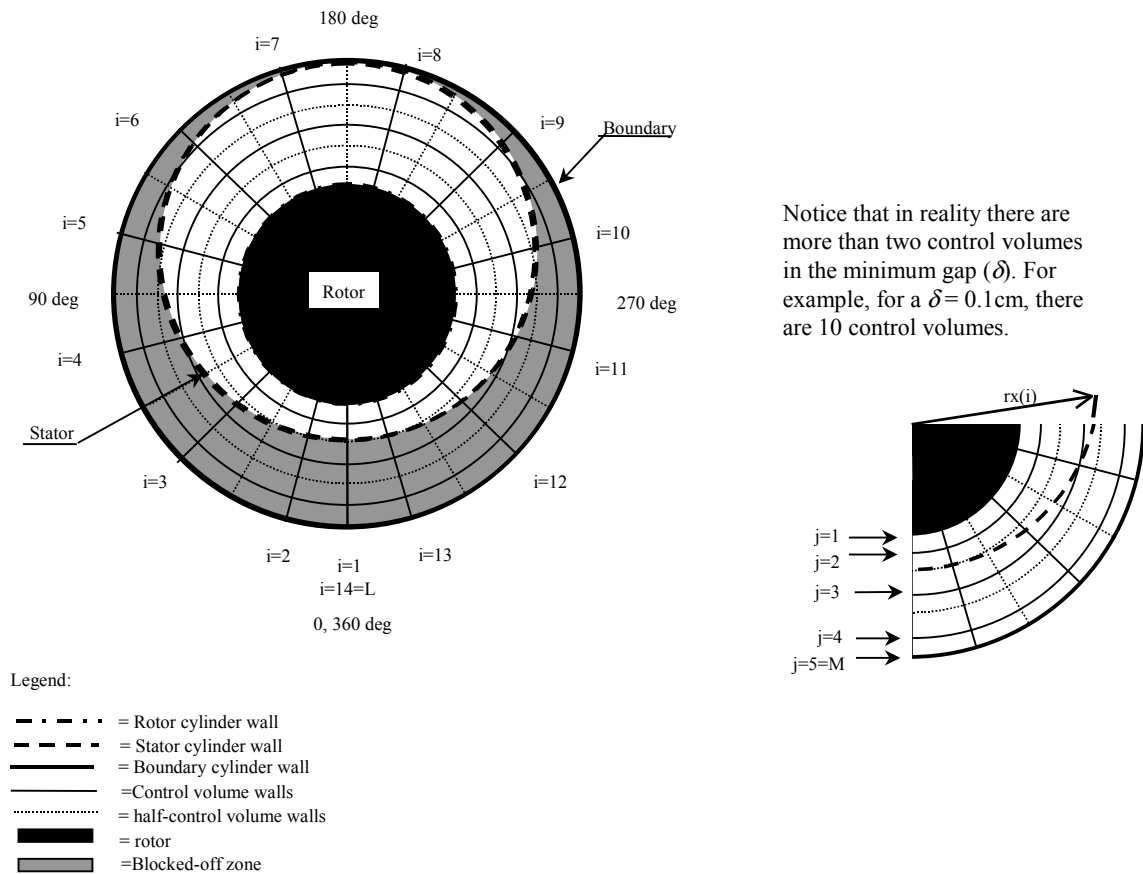 180 deg
i=7
i=8
i=6
i=9
Boundary
i=5
i=10
Rotor
90 deg
270 deg
i=4
i=11
Stator
i=3
i=12
i=2
i=13
i=1
i=14=L
0, 360 deg
Notice that in reality there are
more than two control volumes
in the minimum gap (δ). For
example, for a δ = 0.1cm, there
are 10 control volumes.
rx(i)
j=1
j=2
j=3
j=4
j=5=M
Legend:
= Rotor cylinder wall
= Stator cylinder wall
= Boundary cylinder wall
=Control volume walls
= half-control volume walls
= rotor
=Blocked-off zone